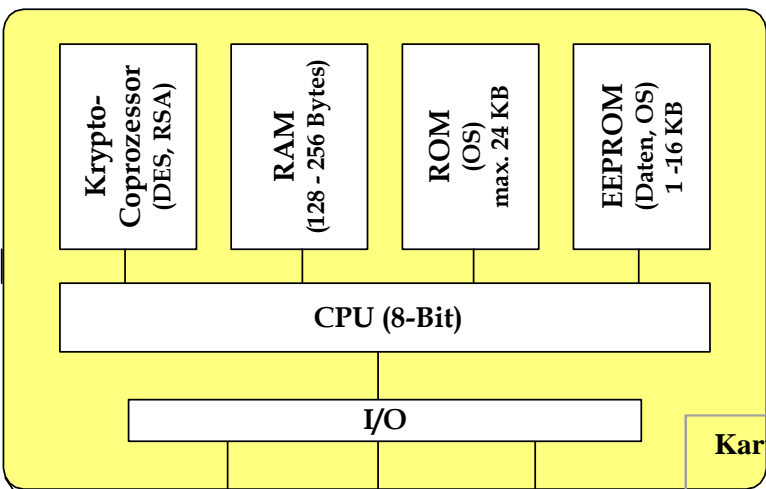 Krypto-
Coprozessor
(DES, RSA)
RAM
(128 - 256 Bytes)
ROM
(OS)
max. 24 KB
EEPROM
(Daten, OS)
1 -16 KB
CPU (8-Bit)
I/O